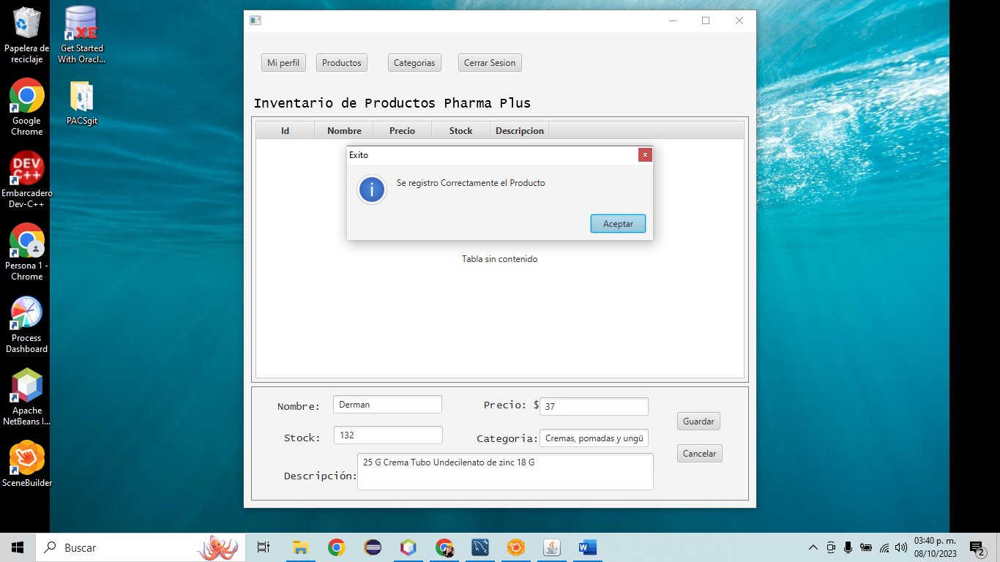 Papelera de
reciclaje
Get Started
With Oracl...
XE
Google
Chrome
PACSgit
DEV
C++
Embarcadero
Dev-C++
Persona 1 -
Chrome
Process
Dashboard
Apache
NetBeans I...
SceneBuilder
Mi perfil
Productos
Categorias
Cerrar Sesion
Inventario de Productos Pharma Plus
Id Nombre Precio Stock Descripcion
Exito
x
i
Se registro Correctamente el Producto
Aceptar
Tabla sin contenido
Nombre: Derman
Precio: $ 37
Guardar
Stock: 132
Categoria: Cremas, pomadas y ungü
Cancelar
Descripción: 25 G Crema Tubo Undecilenato de zinc 18 G
Buscar
W
03:40 p. m.
08/10/2023
2